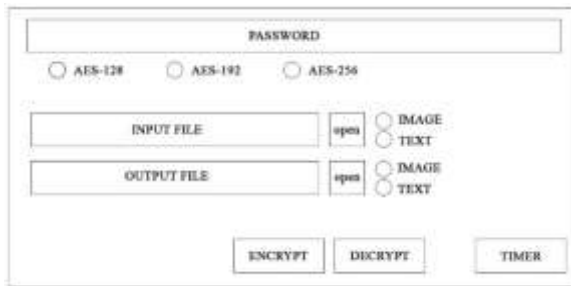 PASSWORD
AES-128 AES-192 AES-256
INPUT FILE open IMAGE
TEXT
OUTPUT FILE open IMAGE
TEXT
ENCRYPT DECRYPT TIMER